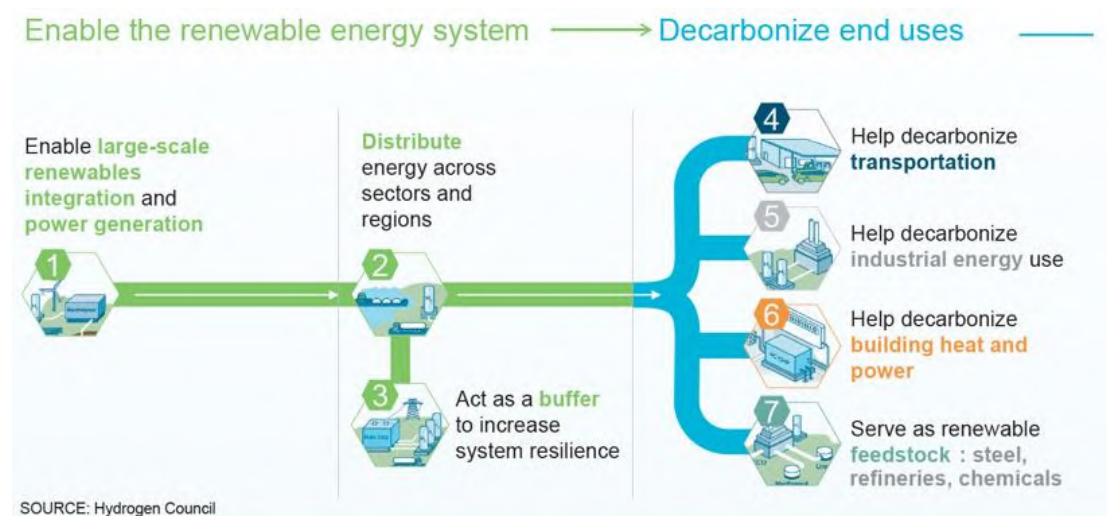 Enable the renewable energy system
Decarbonize end uses
Enable large-scale
renewables
integration and
power generation
1
Distribute
energy across
sectors and
regions
2
3
Act as a buffer
to increase
system resilience
4
Help decarbonize
transportation
5
Help decarbonize
industrial energy use
6
Help decarbonize
building heat and
power
7
Serve as renewable
feedstock : steel,
refineries, chemicals
SOURCE: Hydrogen Council